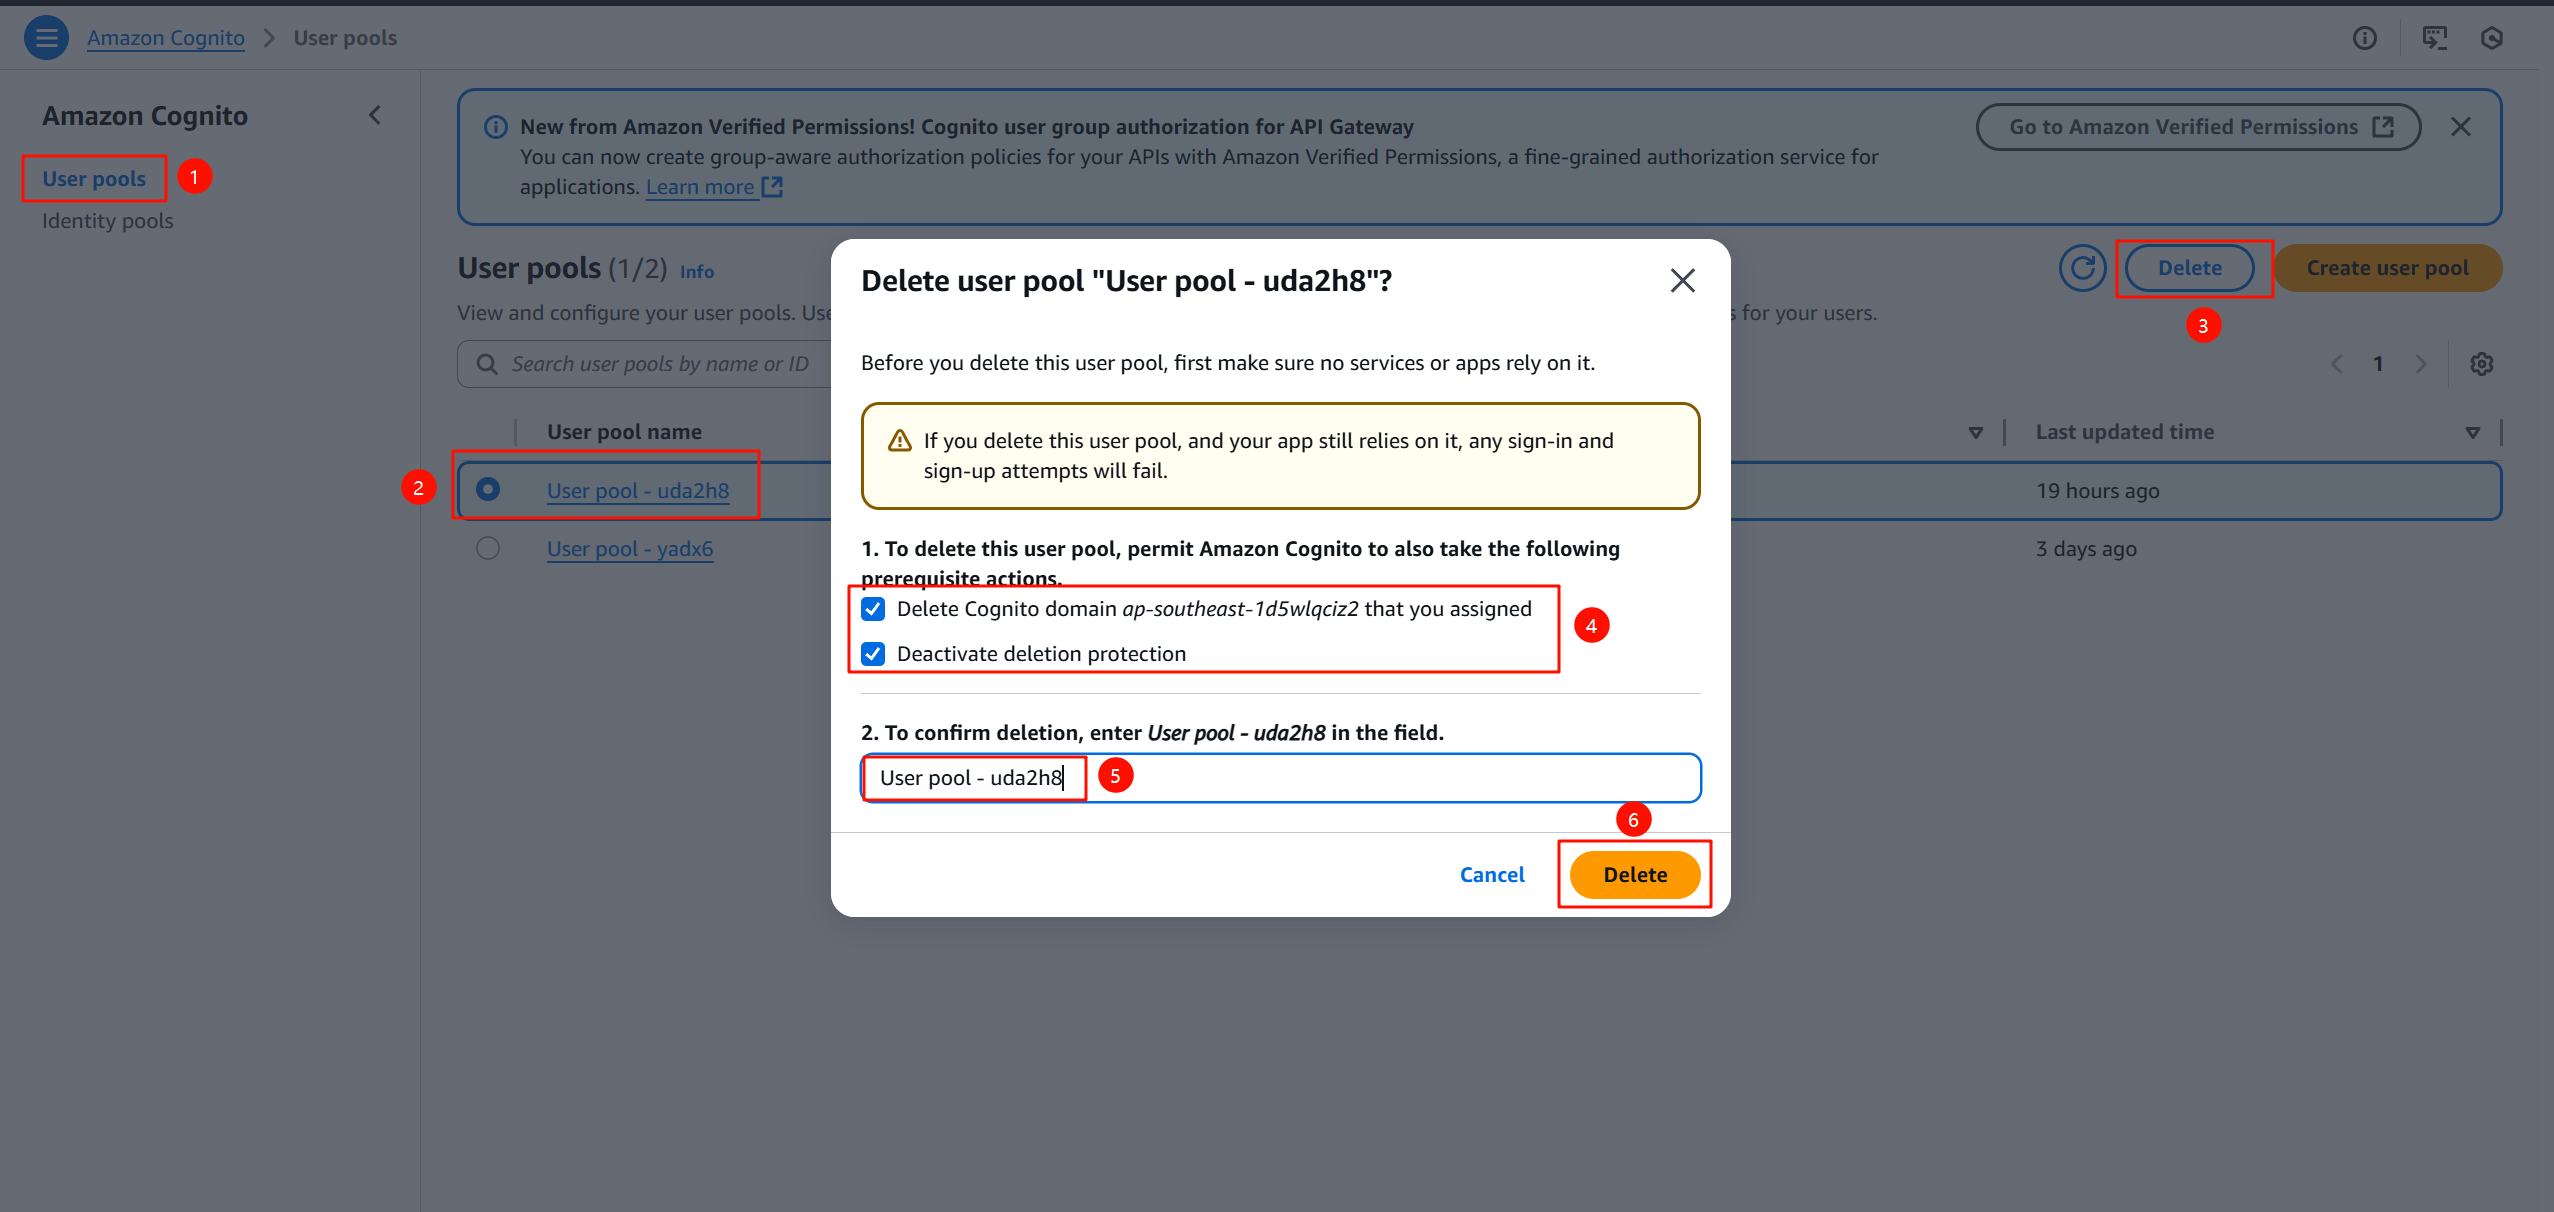 Amazon Cognito > User pools
Amazon Cognito
User pools 1
Identity pools
New from Amazon Verified Permissions! Cognito user group authorization for API Gateway
You can now create group-aware authorization policies for your APIs with Amazon Verified Permissions, a fine-grained authorization service for
applications. Learn more
Go to Amazon Verified Permissions
User pools (1/2) Info
Delete
Create user pool
3
View and configure your user pools. Use
s for your users.
Search user pools by name or ID
1
User pool name
Last updated time
2
User pool - uda2h8
19 hours ago
User pool - yadx6
3 days ago
Delete user pool "User pool - uda2h8"?
Before you delete this user pool, first make sure no services or apps rely on it.
If you delete this user pool, and your app still relies on it, any sign-in and
sign-up attempts will fail.
1. To delete this user pool, permit Amazon Cognito to also take the following
prerequisite actions.
Delete Cognito domain ap-southeast-1d5wlqciz2 that you assigned
4
Deactivate deletion protection
2. To confirm deletion, enter User pool - uda2h8 in the field.
User pool - uda2h8
5
6
Cancel
Delete